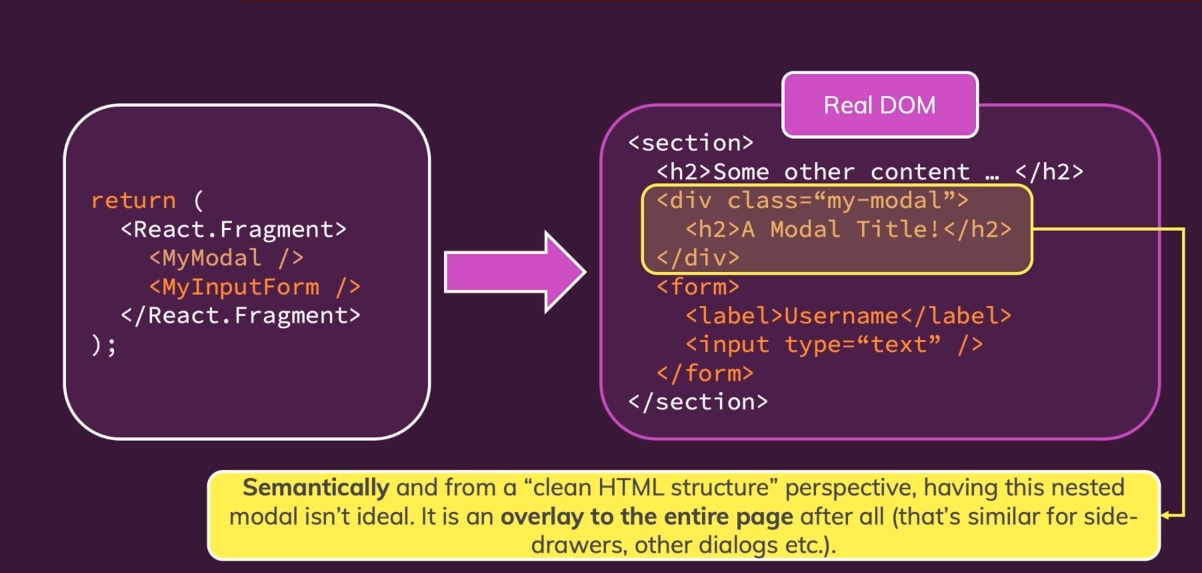 return (
<React.Fragment>
<MyModal />
<MyInputForm />
</React.Fragment>
);
Real DOM
<section>
<h2>Some other content … </h2>
<div class=“my-modal”>
<h2>A Modal Title!</h2>
</div>
<form>
<label>Username</label>
<input type=“text” />
</form>
</section>
Semantically and from a “clean HTML structure” perspective, having this nested
modal isn’t ideal. It is an overlay to the entire page after all (that’s similar for side-
drawers, other dialogs etc.).